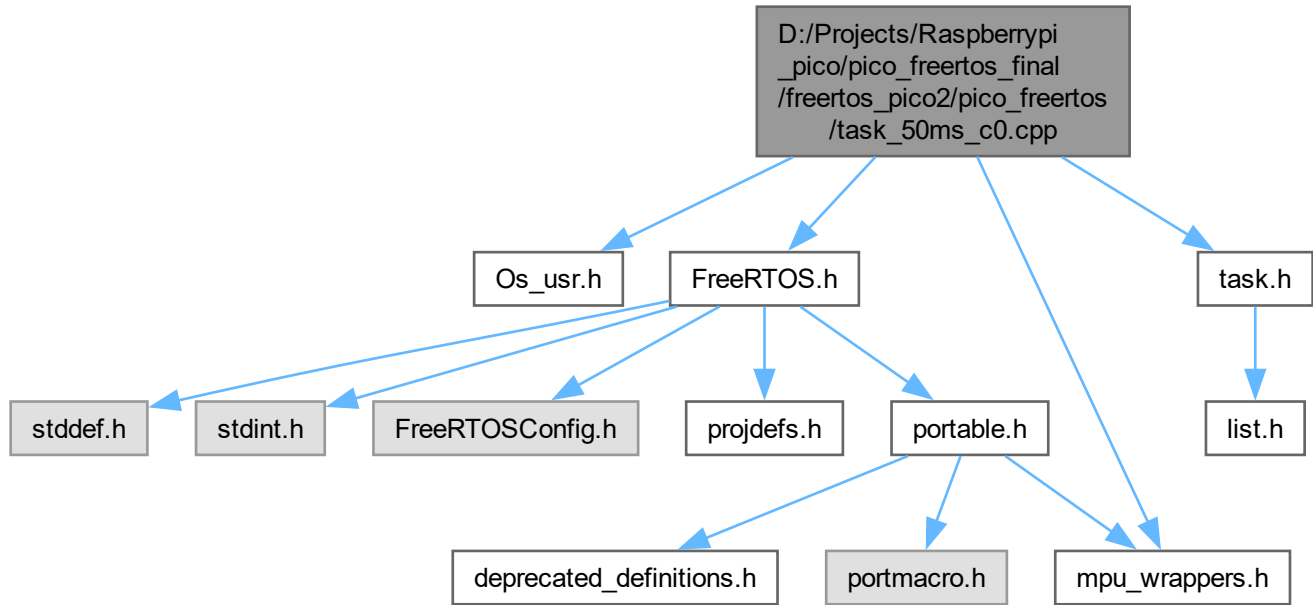 D:/Projects/Raspberrypi
_pico/pico_freertos_final
/freertos_pico2/pico_freertos
/task_50ms_c0.cpp
Os_usr.h
FreeRTOS.h
task.h
stddef.h
stdint.h
FreeRTOSConfig.h
projdefs.h
portable.h
list.h
deprecated_definitions.h
portmacro.h
mpu_wrappers.h